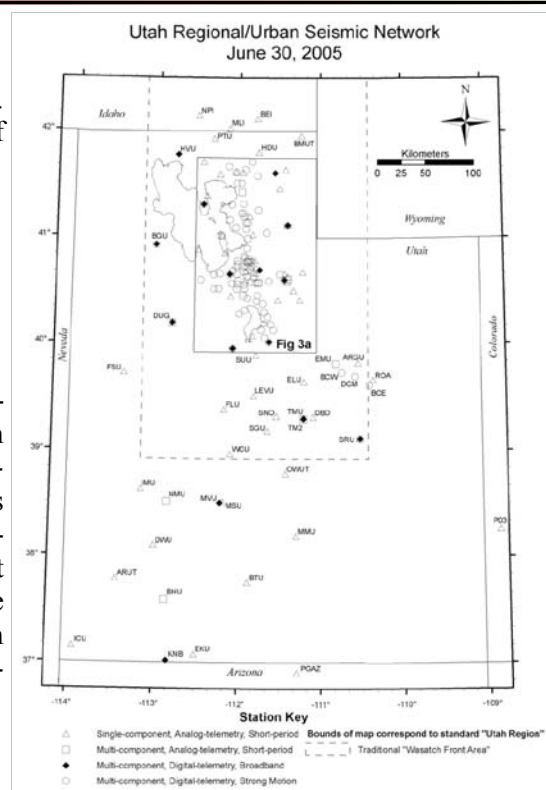 Utah Regional/Urban Seismic Network
June 30, 2005
Idaho
NPI
MLI
BEI
N
42°
PTU
BMUT
HVU
HDU
Kilometers
0 25 50 100
Wyoming
41°
BGU
Utah
DUG
40°
Fig 3a
Nevada
Colorado
SUU
EMU
ARGU
FSU
BCW
DCM
ROA
BCE
ELU
LEVU
FLU
SNO
TMU
DBD
SGU
TM2
SRU
39°
WCU
OWUT
IMU
NMU
MVU
MSU
P03
38°
DWU
MMU
ARUT
BTU
BHU
ICU
KNB
EKU
37°
Arizona
PGAZ
-114° -113° -112° -111° -110° -109°
Station Key
Single-component, Analog-telemetry, Short-period
Bounds of map correspond to standard "Utah Region"
Multi-component, Analog-telemetry, Short-period
Traditional "Wasatch Front Area"
Multi-component, Digital-telemetry, Broadband
Multi-component, Digital-telemetry, Strong Motion